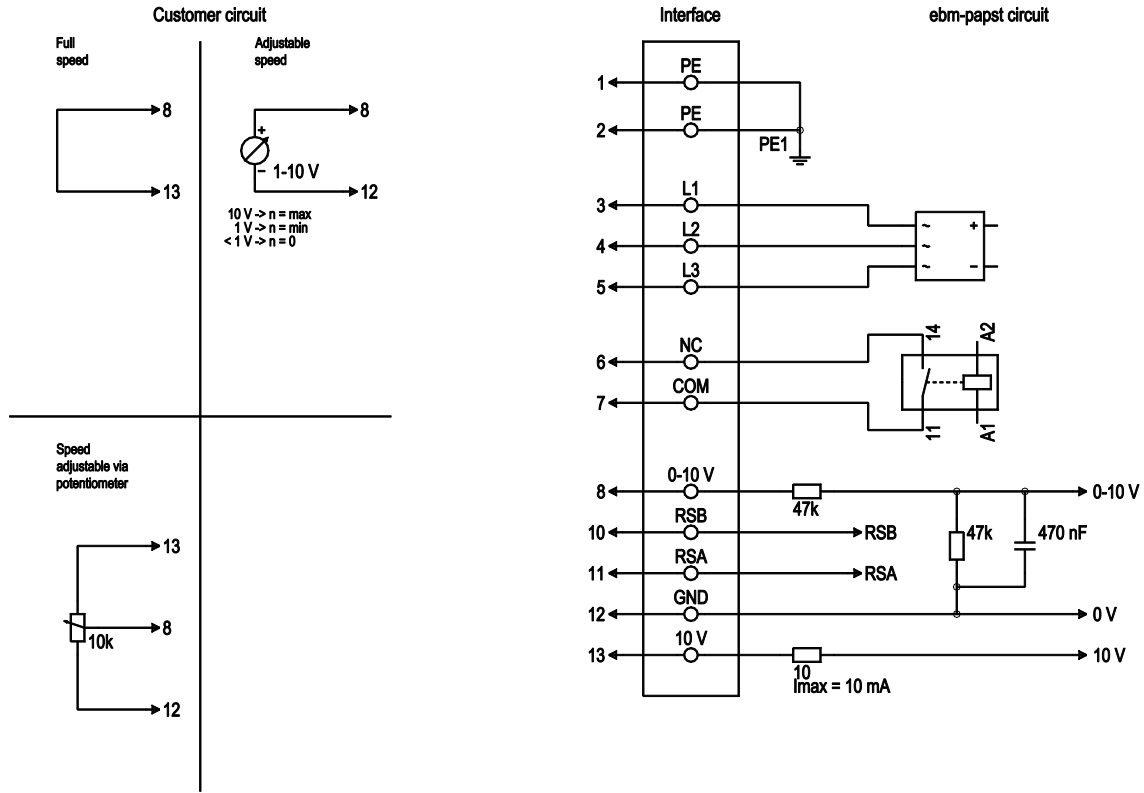 Customer circuit
Interface
ebm-papst circuit
Full
speed
8
13
Adjustable
speed
+
8
–
1-10 V
12
10 V -> n = max
1 V -> n = min
< 1 V -> n = 0
Speed
adjustable via
potentiometer
13
8
10k
12
1
PE
2
PE
PE1
3
L1
4
L2
5
L3
~
+
~
~
–
6
NC
14
A2
7
COM
11
A1
8
0-10 V
47k
0-10 V
10
RSB
RSB
47k
470 nF
11
RSA
RSA
12
GND
0 V
13
10 V
10
10 V
Imax = 10 mA